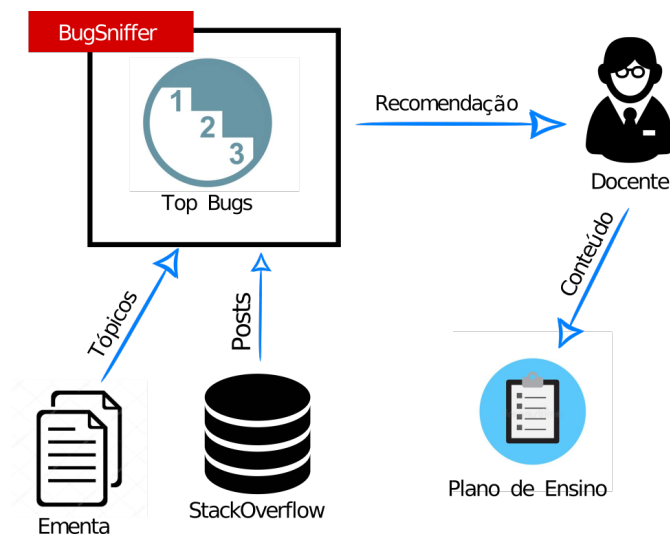 BugSniffer
1
2
3
Top Bugs
Recomendação
Docente
Tópicos
Posts
Conteúdo
Ementa
StackOverflow
Plano de Ensino